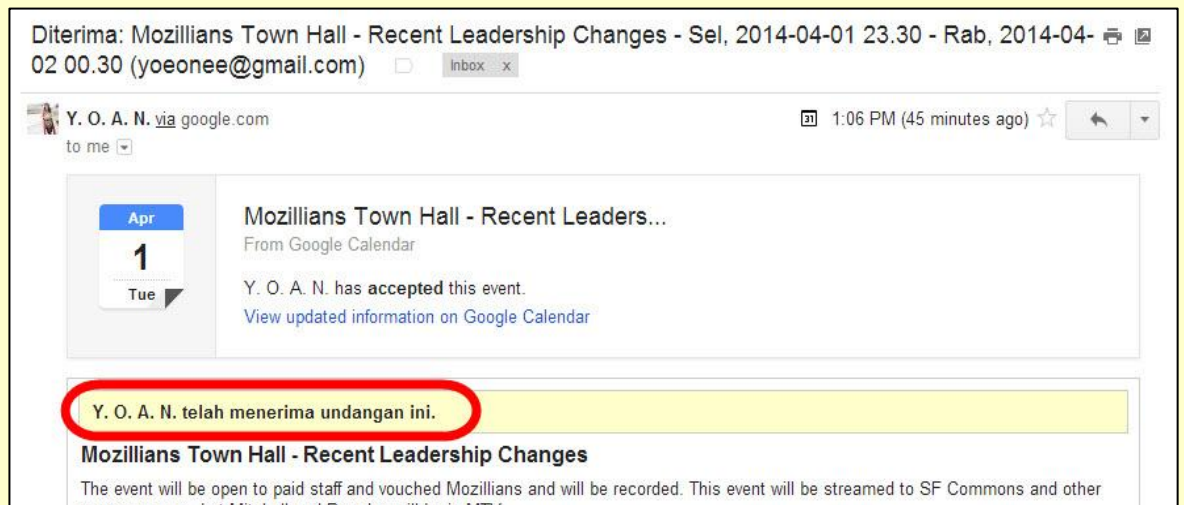 Diterima: Mozillians Town Hall - Recent Leadership Changes - Sel, 2014-04-01 23.30 - Rab, 2014-04-
02 00.30 (yoeonee@gmail.com) Inbox x
Y. O. A. N. via google.com 31 1:06 PM (45 minutes ago)
to me
Apr
1
Tue
Mozillians Town Hall - Recent Leaders...
From Google Calendar
Y. O. A. N. has accepted this event.
View updated information on Google Calendar
Y. O. A. N. telah menerima undangan ini.
Mozillians Town Hall - Recent Leadership Changes
The event will be open to paid staff and vouched Mozillians and will be recorded. This event will be streamed to SF Commons and other